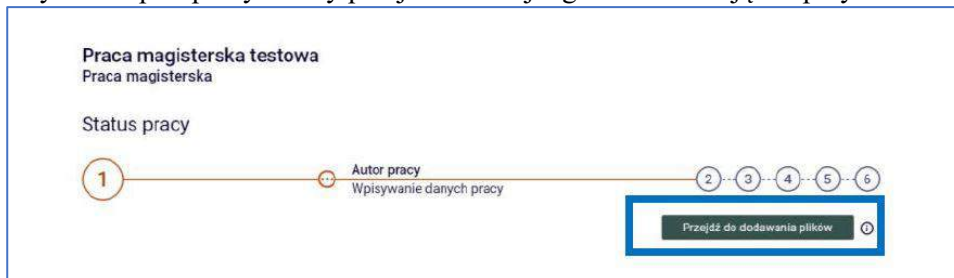 Praca magisterska testowa
Praca magisterska
Status pracy
1
Autor pracy
Wpisywanie danych pracy
2 3 4 5 6
Przejdź do dodawania plików